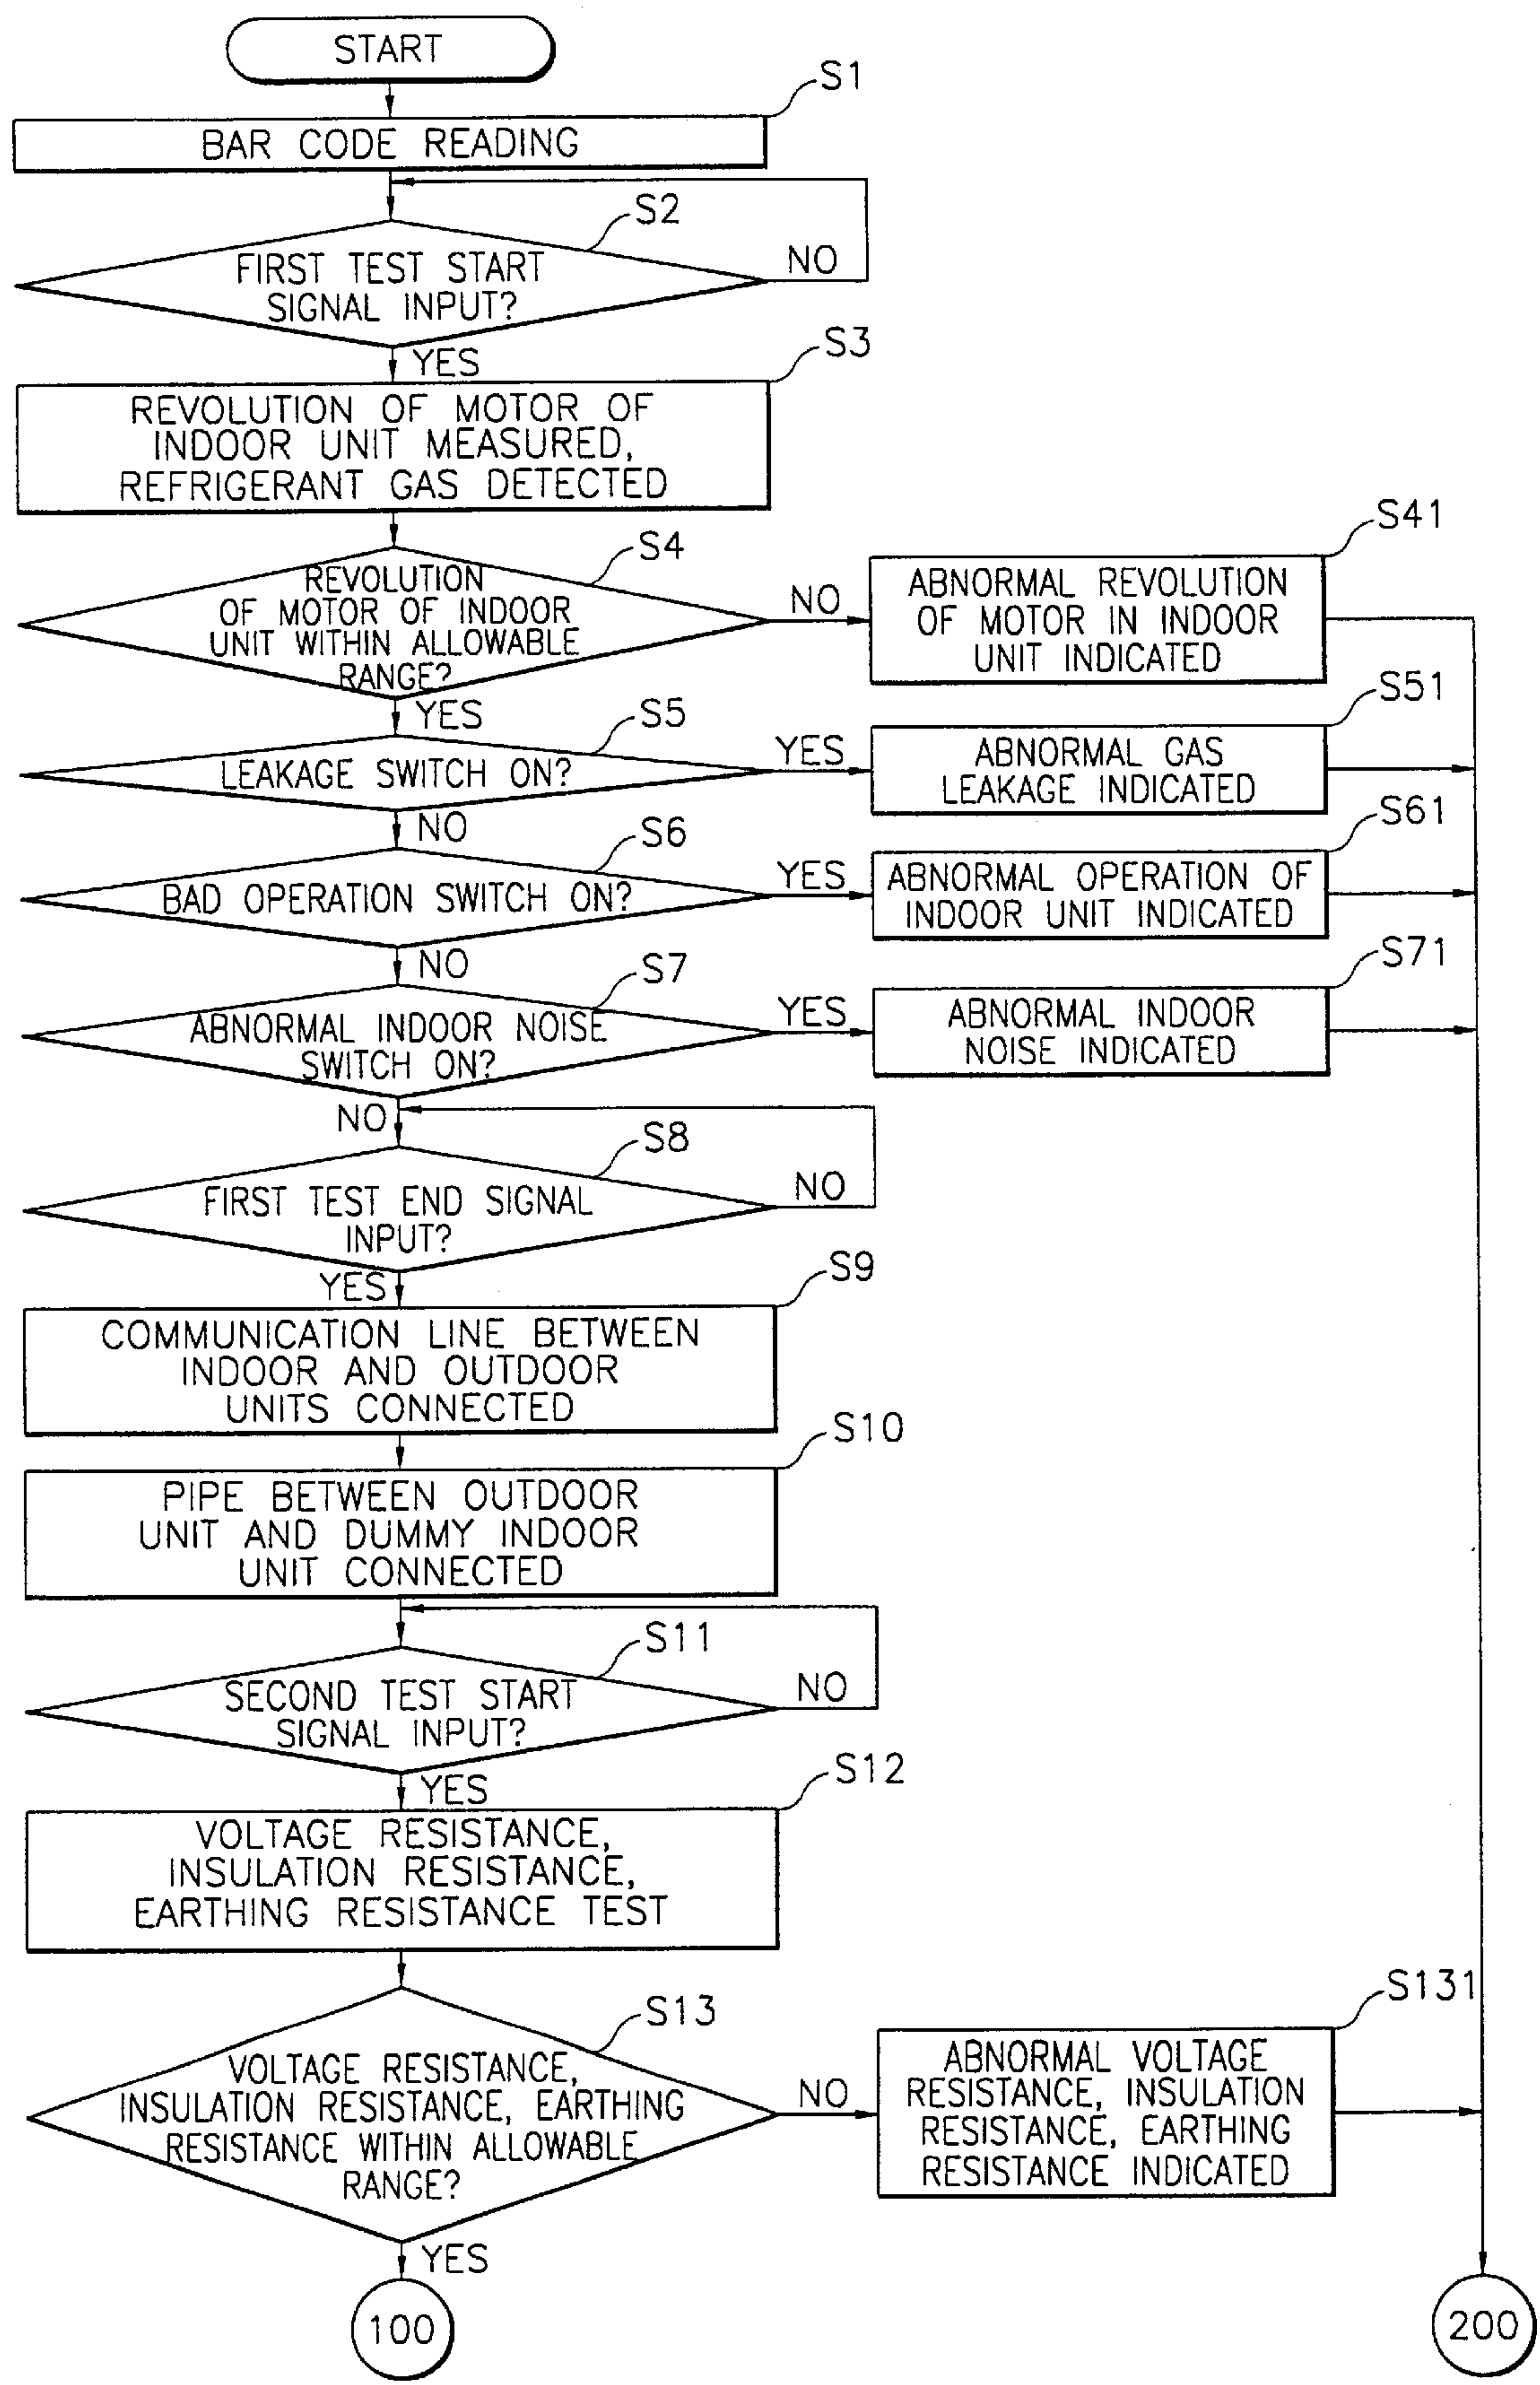 START
S1
BAR CODE READING
S2
FIRST TEST START
SIGNAL INPUT?
NO
YES
S3
REVOLUTION OF MOTOR OF
INDOOR UNIT MEASURED,
REFRIGERANT GAS DETECTED
S4
REVOLUTION
OF MOTOR OF INDOOR
UNIT WITHIN ALLOWABLE
RANGE?
NO
S41
ABNORMAL REVOLUTION
OF MOTOR IN INDOOR
UNIT INDICATED
YES
S5
LEAKAGE SWITCH ON?
YES
S51
ABNORMAL GAS
LEAKAGE INDICATED
NO
S6
BAD OPERATION SWITCH ON?
YES
S61
ABNORMAL OPERATION OF
INDOOR UNIT INDICATED
NO
S7
ABNORMAL INDOOR NOISE
SWITCH ON?
YES
S71
ABNORMAL INDOOR
NOISE INDICATED
NO
S8
FIRST TEST END SIGNAL
INPUT?
NO
YES
S9
COMMUNICATION LINE BETWEEN
INDOOR AND OUTDOOR
UNITS CONNECTED
S10
PIPE BETWEEN OUTDOOR
UNIT AND DUMMY INDOOR
UNIT CONNECTED
S11
SECOND TEST START
SIGNAL INPUT?
NO
YES
S12
VOLTAGE RESISTANCE,
INSULATION RESISTANCE,
EARTHING RESISTANCE TEST
S13
VOLTAGE RESISTANCE,
INSULATION RESISTANCE, EARTHING
RESISTANCE WITHIN ALLOWABLE
RANGE?
NO
S131
ABNORMAL VOLTAGE
RESISTANCE, INSULATION
RESISTANCE, EARTHING
RESISTANCE INDICATED
YES
100
200